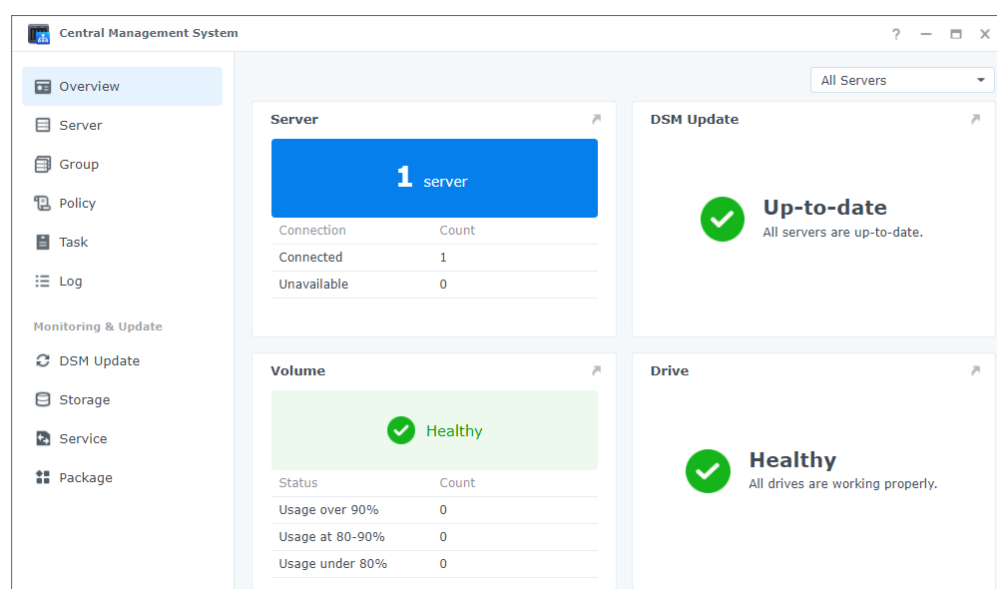 Central Management System
?
All Servers
Overview
Server
Group
Policy
Task
Log
Monitoring & Update
DSM Update
Storage
Service
Package
Server
1 server
Connection Count
Connected 1
Unavailable 0
DSM Update
Up-to-date
All servers are up-to-date.
Volume
Healthy
Status Count
Usage over 90% 0
Usage at 80-90% 0
Usage under 80% 0
Drive
Healthy
All drives are working properly.